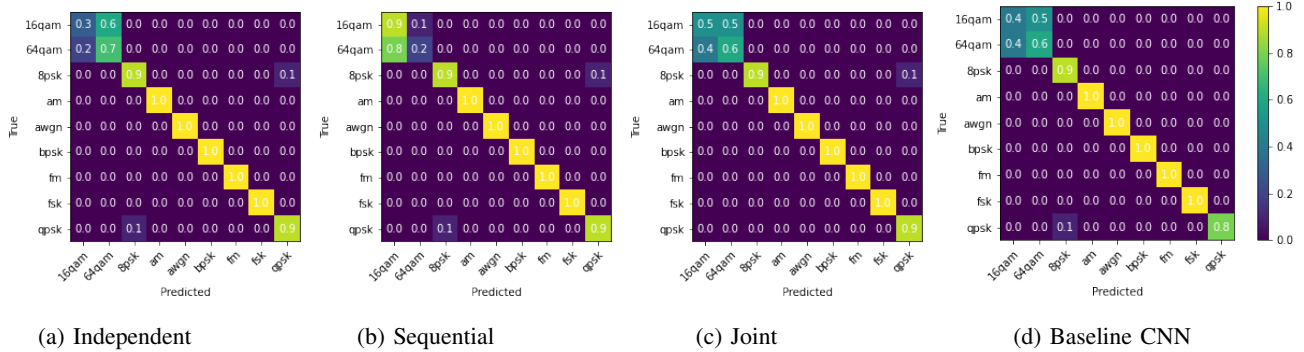 True
16qam 0.3 0.6 0.0 0.0 0.0 0.0 0.0 0.0 0.0
64qam 0.2 0.7 0.0 0.0 0.0 0.0 0.0 0.0 0.0
8psk 0.0 0.0 0.9 0.0 0.0 0.0 0.0 0.0 0.1
am 0.0 0.0 0.0 1.0 0.0 0.0 0.0 0.0 0.0
awgn 0.0 0.0 0.0 0.0 1.0 0.0 0.0 0.0 0.0
bpsk 0.0 0.0 0.0 0.0 0.0 1.0 0.0 0.0 0.0
fm 0.0 0.0 0.0 0.0 0.0 0.0 1.0 0.0 0.0
fsk 0.0 0.0 0.0 0.0 0.0 0.0 0.0 1.0 0.0
qpsk 0.0 0.0 0.1 0.0 0.0 0.0 0.0 0.0 0.9
16qam 64qam 8psk am awgn bpsk fm fsk qpsk
Predicted
(a) Independent
True
16qam 0.9 0.1 0.0 0.0 0.0 0.0 0.0 0.0 0.0
64qam 0.8 0.2 0.0 0.0 0.0 0.0 0.0 0.0 0.0
8psk 0.0 0.0 0.9 0.0 0.0 0.0 0.0 0.0 0.1
am 0.0 0.0 0.0 1.0 0.0 0.0 0.0 0.0 0.0
awgn 0.0 0.0 0.0 0.0 1.0 0.0 0.0 0.0 0.0
bpsk 0.0 0.0 0.0 0.0 0.0 1.0 0.0 0.0 0.0
fm 0.0 0.0 0.0 0.0 0.0 0.0 1.0 0.0 0.0
fsk 0.0 0.0 0.0 0.0 0.0 0.0 0.0 1.0 0.0
qpsk 0.0 0.0 0.1 0.0 0.0 0.0 0.0 0.0 0.9
16qam 64qam 8psk am awgn bpsk fm fsk qpsk
Predicted
(b) Sequential
True
16qam 0.5 0.5 0.0 0.0 0.0 0.0 0.0 0.0 0.0
64qam 0.4 0.6 0.0 0.0 0.0 0.0 0.0 0.0 0.0
8psk 0.0 0.0 0.9 0.0 0.0 0.0 0.0 0.0 0.1
am 0.0 0.0 0.0 1.0 0.0 0.0 0.0 0.0 0.0
awgn 0.0 0.0 0.0 0.0 1.0 0.0 0.0 0.0 0.0
bpsk 0.0 0.0 0.0 0.0 0.0 1.0 0.0 0.0 0.0
fm 0.0 0.0 0.0 0.0 0.0 0.0 1.0 0.0 0.0
fsk 0.0 0.0 0.0 0.0 0.0 0.0 0.0 1.0 0.0
qpsk 0.0 0.0 0.0 0.0 0.0 0.0 0.0 0.0 0.9
16qam 64qam 8psk am awgn bpsk fm fsk qpsk
Predicted
(c) Joint
True
16qam 0.4 0.5 0.0 0.0 0.0 0.0 0.0 0.0 0.0
64qam 0.4 0.6 0.0 0.0 0.0 0.0 0.0 0.0 0.0
8psk 0.0 0.0 0.9 0.0 0.0 0.0 0.0 0.0 0.0
am 0.0 0.0 0.0 1.0 0.0 0.0 0.0 0.0 0.0
awgn 0.0 0.0 0.0 0.0 1.0 0.0 0.0 0.0 0.0
bpsk 0.0 0.0 0.0 0.0 0.0 1.0 0.0 0.0 0.0
fm 0.0 0.0 0.0 0.0 0.0 0.0 1.0 0.0 0.0
fsk 0.0 0.0 0.0 0.0 0.0 0.0 0.0 1.0 0.0
qpsk 0.0 0.0 0.1 0.0 0.0 0.0 0.0 0.0 0.8
16qam 64qam 8psk am awgn bpsk fm fsk qpsk
Predicted
(d) Baseline CNN
1.0
0.8
0.6
0.4
0.2
0.0